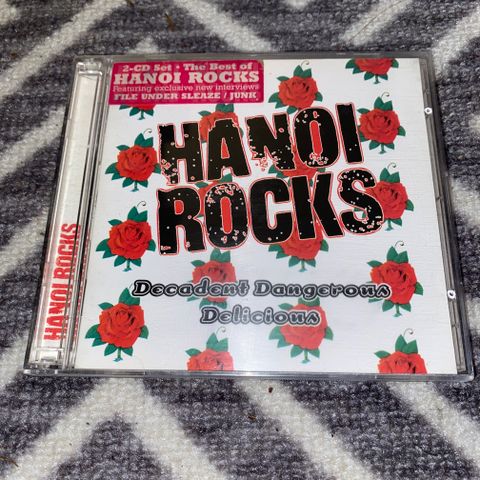 2-CD Set • The Best of
HANOI ROCKS
Featuring exclusive new interviews
FILE UNDER SLEAZE / JUNK
HANOI
ROCKS
Decadent Dangerous
Delicious
HANOI ROCKS